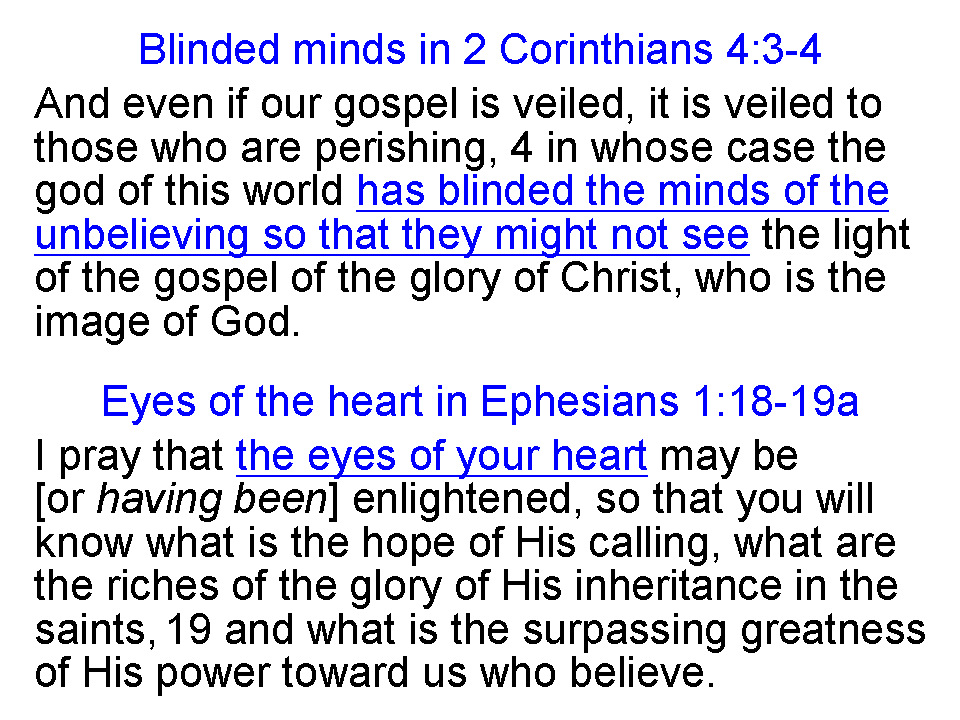 Blinded minds in 2 Corinthians 4:3-4
And even if our gospel is veiled, it is veiled to
those who are perishing, 4 in whose case the
god of this world has blinded the minds of the
unbelieving so that they might not see the light
of the gospel of the glory of Christ, who is the
image of God.
Eyes of the heart in Ephesians 1:18-19a
I pray that the eyes of your heart may be
[or having been] enlightened, so that you will
know what is the hope of His calling, what are
the riches of the glory of His inheritance in the
saints, 19 and what is the surpassing greatness
of His power toward us who believe.